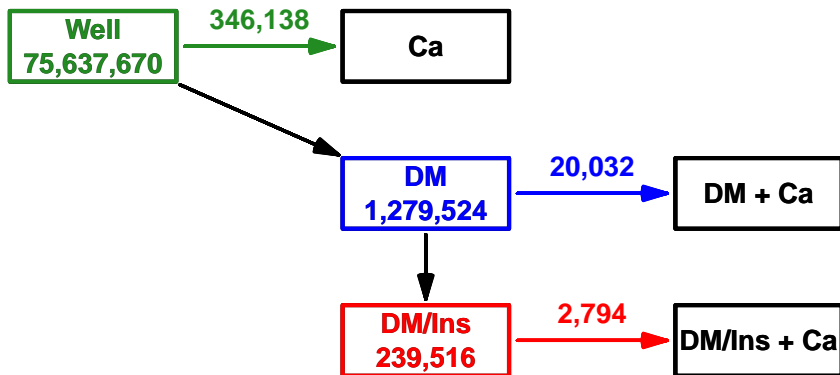 Well
75,637,670
346,138
Ca
DM
1,279,524
20,032
DM + Ca
DM/Ins
239,516
2,794
DM/Ins + Ca